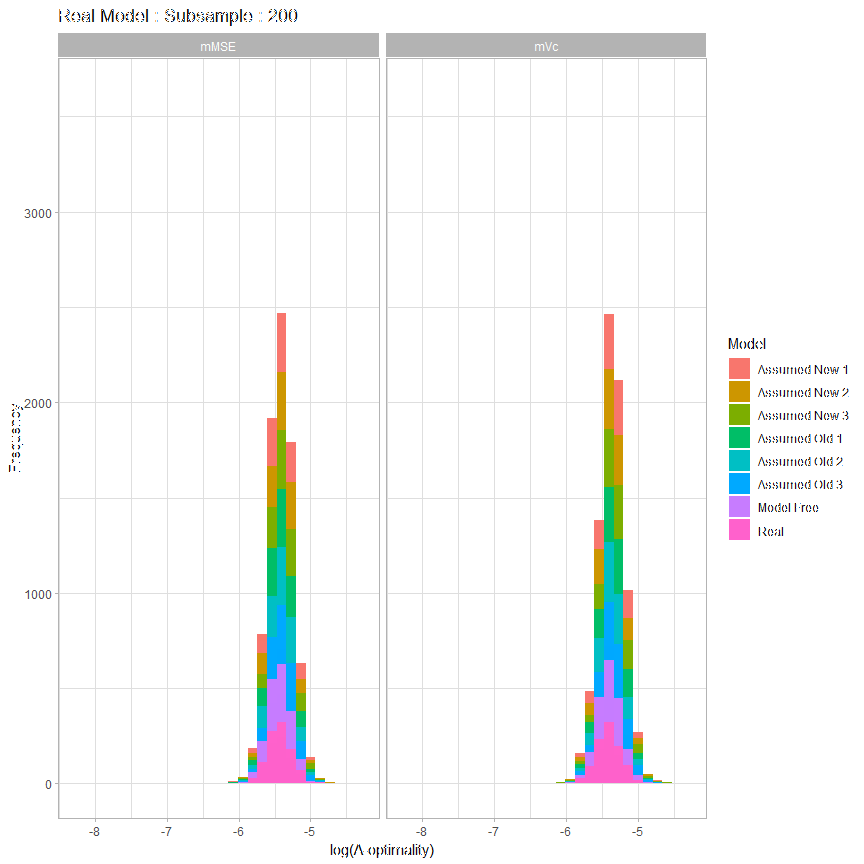 Real Model : Subsample : 200
mMSE
mVc
3000
2000
1000
0
Frequency
-8
-7
-6
-5
-8
-7
-6
-5
log(A-optimality)
Model
Assumed New 1
Assumed New 2
Assumed New 3
Assumed Old 1
Assumed Old 2
Assumed Old 3
Model Free
Real